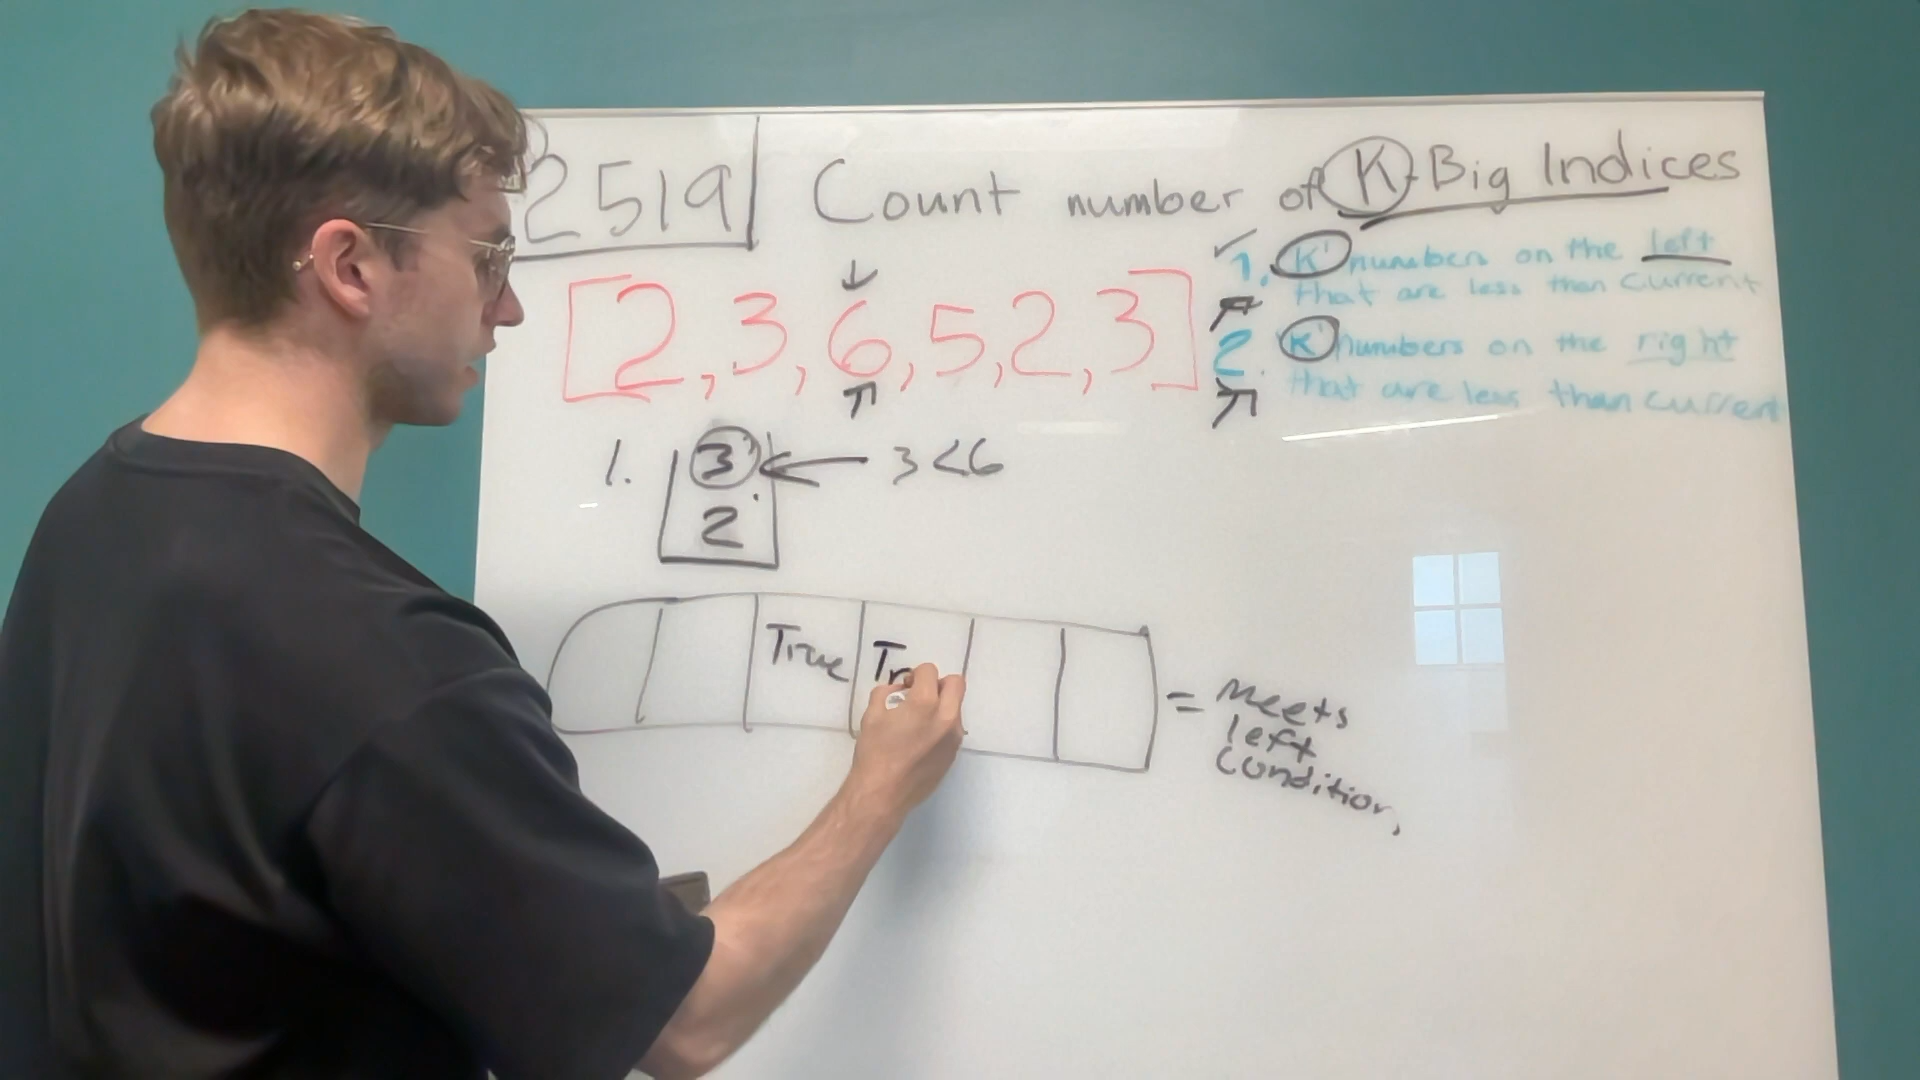 2519 Count number of K-Big Indices
1. K numbers on the left
that are less than current
[2,3,6,5,2,3]
2. K numbers on the right
that are less than current
1. 3 3<6
2
True Tr
= Meets
left
Condition